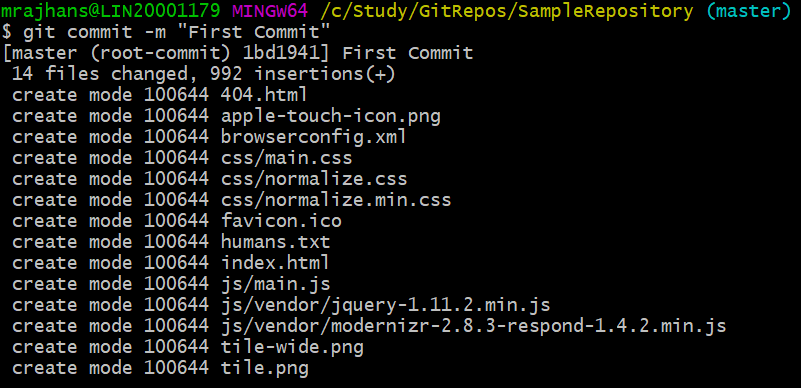 mrajhans@LIN20001179 MINGW64 /c/Study/GitRepos/SampleRepository (master)
$ git commit -m "First Commit"
[master (root-commit) 1bd1941] First Commit
 14 files changed, 992 insertions(+)
 create mode 100644 404.html
 create mode 100644 apple-touch-icon.png
 create mode 100644 browserconfig.xml
 create mode 100644 css/main.css
 create mode 100644 css/normalize.css
 create mode 100644 css/normalize.min.css
 create mode 100644 favicon.ico
 create mode 100644 humans.txt
 create mode 100644 index.html
 create mode 100644 js/main.js
 create mode 100644 js/vendor/jquery-1.11.2.min.js
 create mode 100644 js/vendor/modernizr-2.8.3-respond-1.4.2.min.js
 create mode 100644 tile-wide.png
 create mode 100644 tile.png